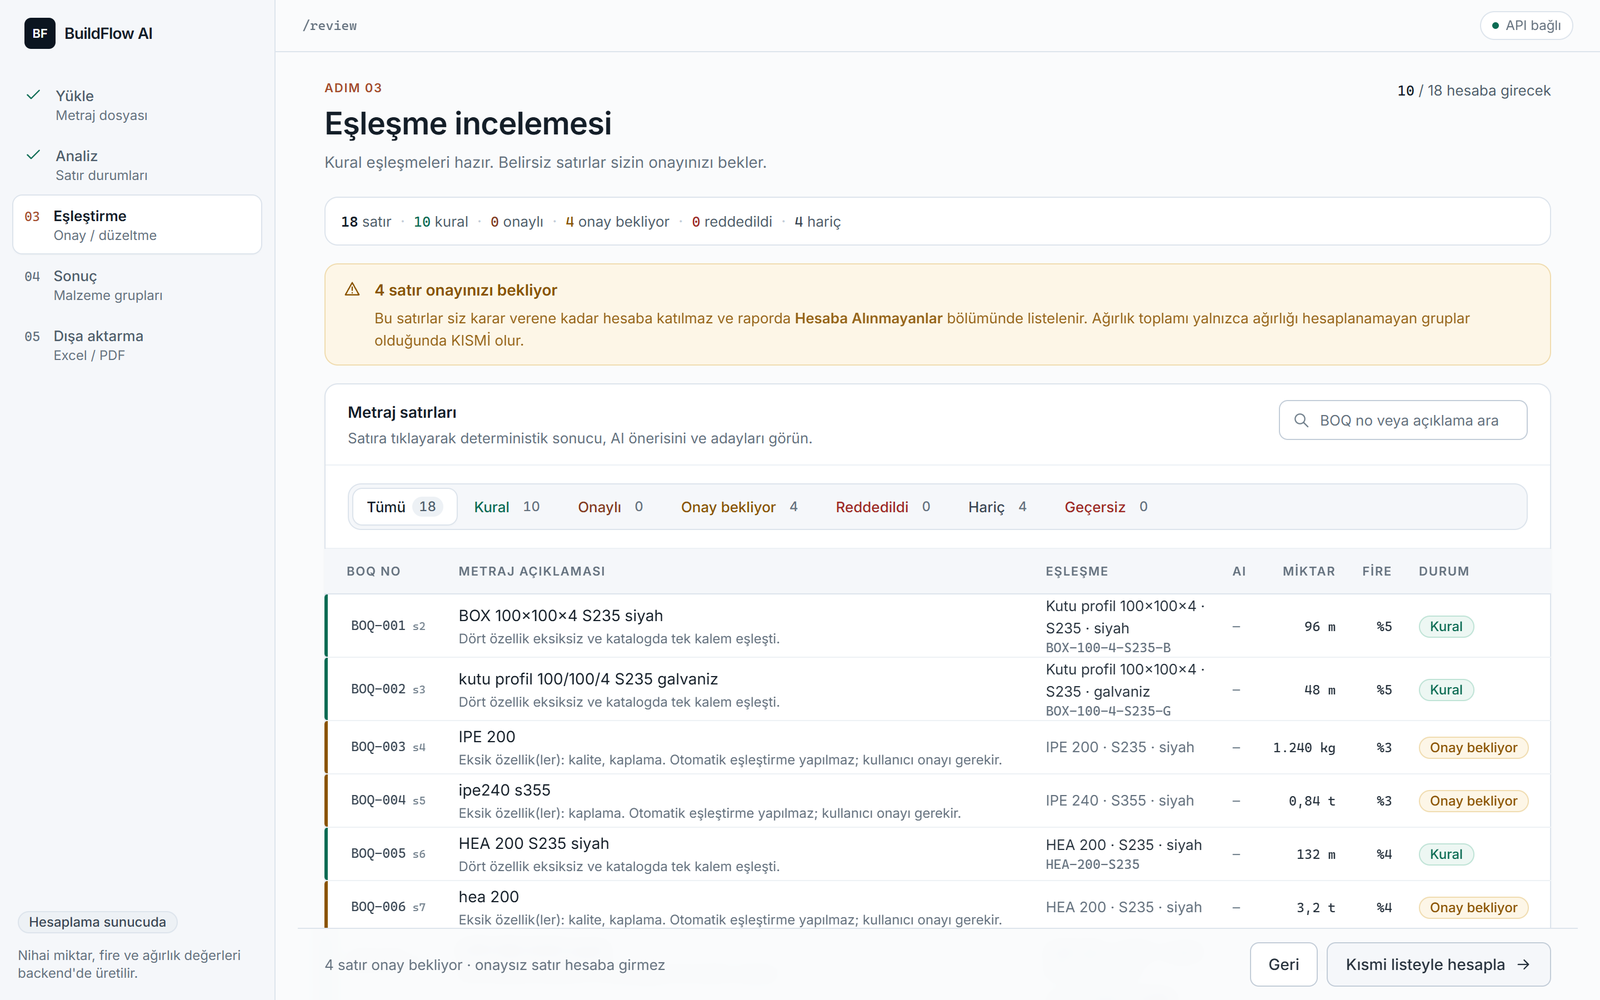 BF BuildFlow AI
Yükle
Metraj dosyası
Analiz
Satır durumları
03 Eşleştirme
Onay / düzeltme
04 Sonuç
Malzeme grupları
05 Dışa aktarma
Excel / PDF
Hesaplama sunucuda
Nihai miktar, fire ve ağırlık değerleri
backend'de üretilir.
/review
API bağlı
ADIM 03
10 / 18 hesaba girecek
Eşleşme incelemesi
Kural eşleşmeleri hazır. Belirsiz satırlar sizin onayınızı bekler.
18 satır · 10 kural · 0 onaylı · 4 onay bekliyor · 0 reddedildi · 4 hariç
4 satır onayınızı bekliyor
Bu satırlar siz karar verene kadar hesaba katılmaz ve raporda Hesaba Alınmayanlar bölümünde listelenir. Ağırlık toplamı yalnızca ağırlığı hesaplanamayan gruplar
olduğunda KISMİ olur.
Metraj satırları
Satıra tıklayarak deterministik sonucu, AI önerisini ve adayları görün.
BOQ no veya açıklama ara
Tümü 18 Kural 10 Onaylı 0 Onay bekliyor 4 Reddedildi 0 Hariç 4 Geçersiz 0
BOQ NO METRAJ AÇIKLAMASI EŞLEŞME AI MİKTAR FİRE DURUM
BOQ-001 s2
BOX 100×100×4 S235 siyah
Dört özellik eksiksiz ve katalogda tek kalem eşleşti.
Kutu profil 100×100×4 ·
S235 · siyah
BOX-100-4-S235-B
– 96 m %5 Kural
BOQ-002 s3
kutu profil 100/100/4 S235 galvaniz
Dört özellik eksiksiz ve katalogda tek kalem eşleşti.
Kutu profil 100×100×4 ·
S235 · galvaniz
BOX-100-4-S235-G
– 48 m %5 Kural
BOQ-003 s4
IPE 200
Eksik özellik(ler): kalite, kaplama. Otomatik eşleştirme yapılmaz; kullanıcı onayı gerekir.
IPE 200 · S235 · siyah – 1.240 kg %3 Onay bekliyor
BOQ-004 s5
ipe240 s355
Eksik özellik(ler): kaplama. Otomatik eşleştirme yapılmaz; kullanıcı onayı gerekir.
IPE 240 · S355 · siyah – 0,84 t %3 Onay bekliyor
BOQ-005 s6
HEA 200 S235 siyah
Dört özellik eksiksiz ve katalogda tek kalem eşleşti.
HEA 200 · S235 · siyah
HEA-200-S235
– 132 m %4 Kural
BOQ-006 s7
hea 200
Eksik özellik(ler): kalite, kaplama. Otomatik eşleştirme yapılmaz; kullanıcı onayı gerekir.
HEA 200 · S235 · siyah – 3,2 t %4 Onay bekliyor
4 satır onay bekliyor · onaysız satır hesaba girmez
Geri
Kısmi listeyle hesapla →